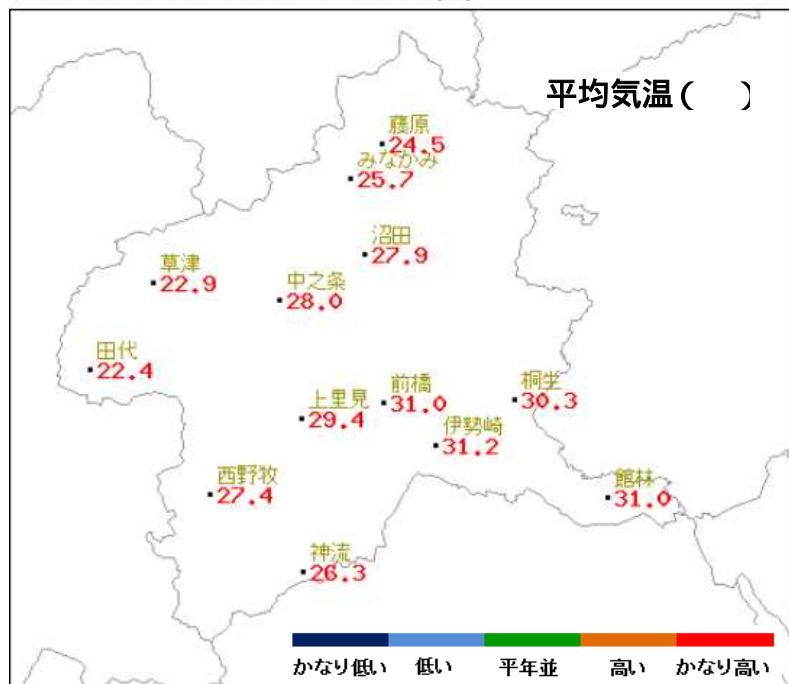 平均気温(　)
藤原
24.5
みなかみ
25.7
沼田
27.9
草津
22.9
中之条
28.0
田代
22.4
上里見
29.4
前橋
31.0
桐生
30.3
伊勢崎
31.2
西野牧
27.4
館林
31.0
神流
26.3
かなり低い 低い 平年並 高い かなり高い